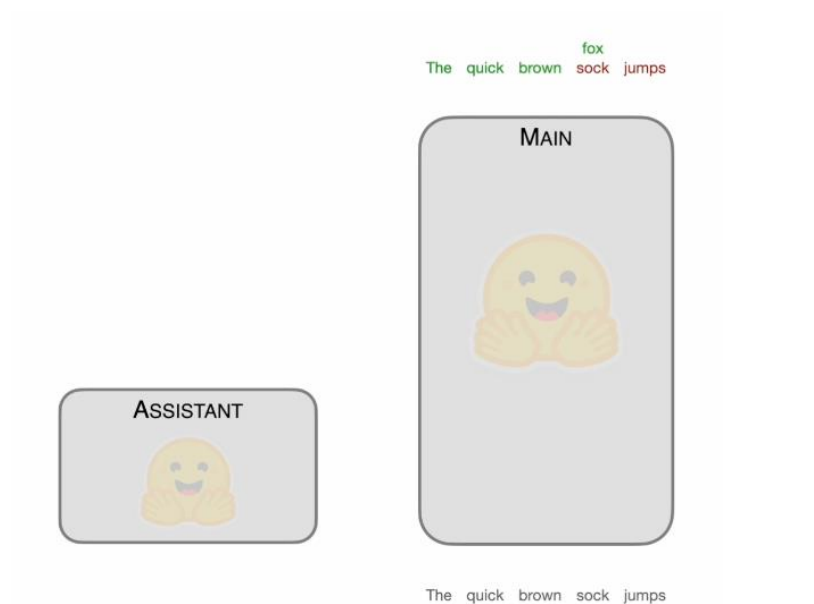 fox
The quick brown sock jumps
MAIN
ASSISTANT
The quick brown sock jumps